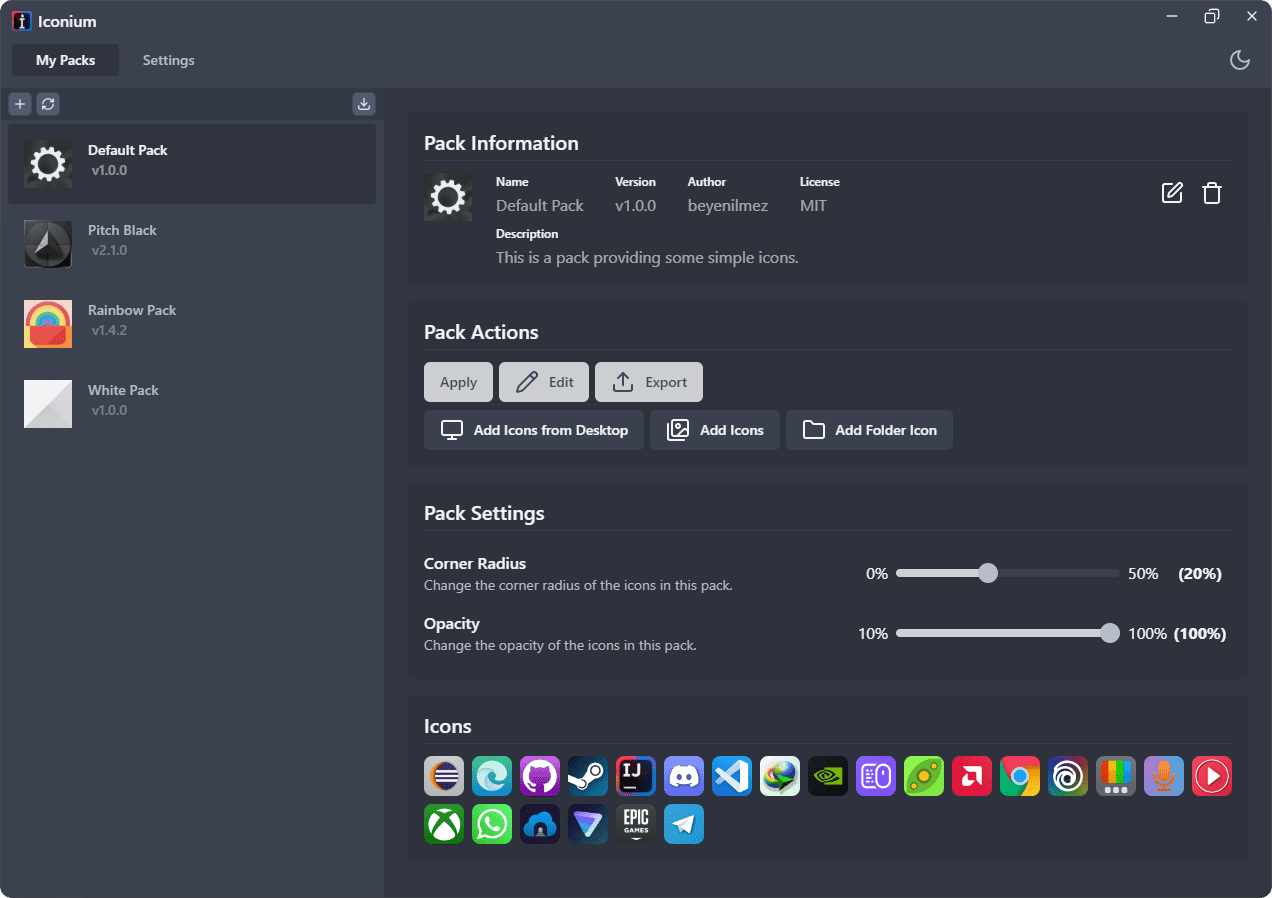 Iconium
My Packs
Settings
Default Pack
v1.0.0
Pitch Black
v2.1.0
Rainbow Pack
v1.4.2
White Pack
v1.0.0
Pack Information
Name Version Author License
Default Pack v1.0.0 beyenilmez MIT
Description
This is a pack providing some simple icons.
Pack Actions
Apply Edit Export
Add Icons from Desktop Add Icons Add Folder Icon
Pack Settings
Corner Radius
Change the corner radius of the icons in this pack.
0% 50% (20%)
Opacity
Change the opacity of the icons in this pack.
10% 100% (100%)
Icons
IJ
EPIC
GAMES